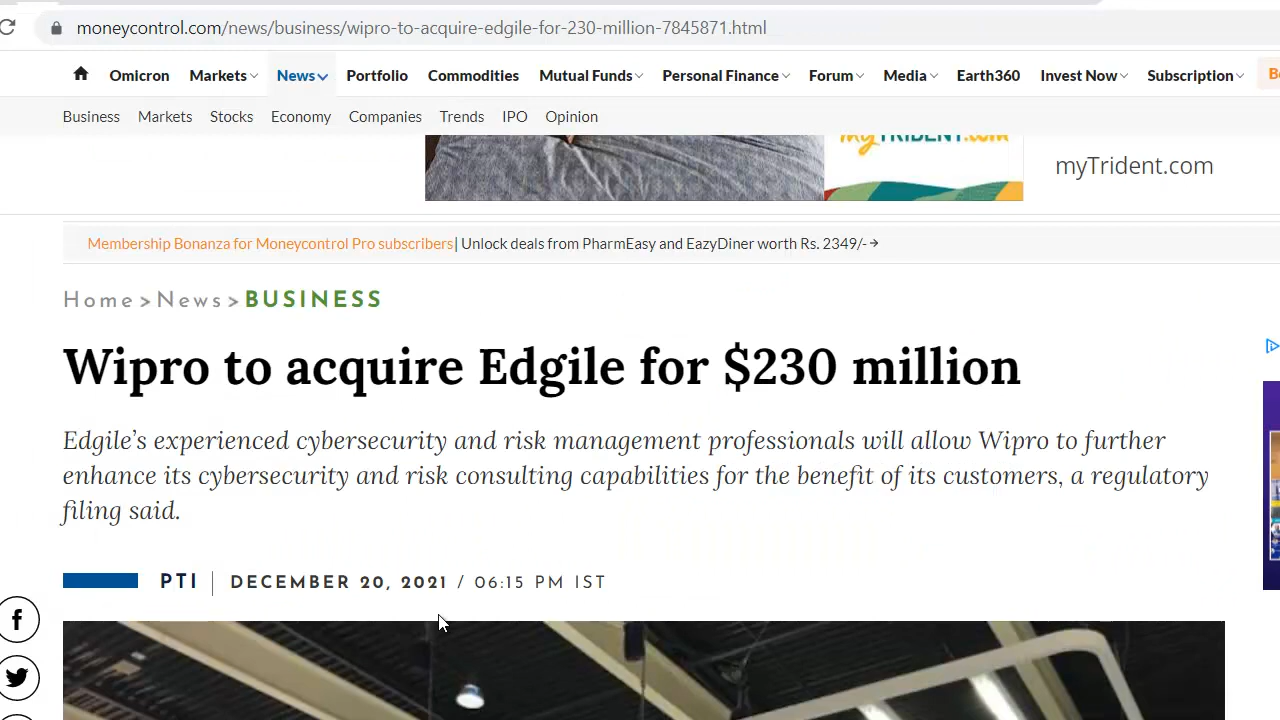 moneycontrol.com/news/business/wipro-to-acquire-edgile-for-230-million-7845871.html
Omicron Markets News Portfolio Commodities Mutual Funds Personal Finance Forum Media Earth360 Invest Now Subscription
Business Markets Stocks Economy Companies Trends IPO Opinion
myTRIDENT.com
myTrident.com
Membership Bonanza for Moneycontrol Pro subscribers| Unlock deals from PharmEasy and EazyDiner worth Rs. 2349/-→
Home > News > BUSINESS
Wipro to acquire Edgile for $230 million
Edgile’s experienced cybersecurity and risk management professionals will allow Wipro to further
enhance its cybersecurity and risk consulting capabilities for the benefit of its customers, a regulatory
filing said.
PTI | DECEMBER 20, 2021 / 06:15 PM IST